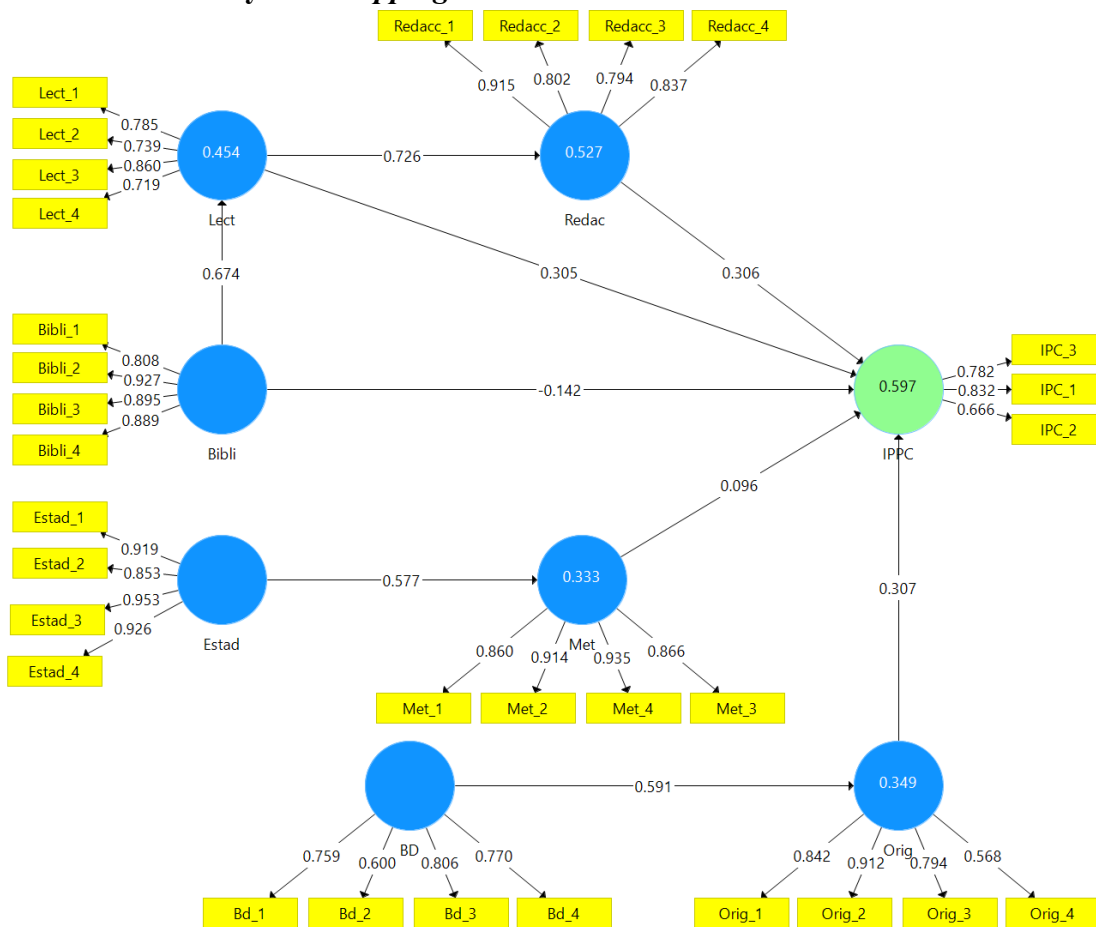 Redacc_1 Redacc_2 Redacc_3 Redacc_4
0.915 0.802 0.794 0.837
Lect_1
Lect_2
Lect_3
Lect_4
0.785
0.739
0.860
0.719
0.454
Lect
0.726
0.527
Redac
0.674
0.305
0.306
Bibli_1
Bibli_2
Bibli_3
Bibli_4
0.808
0.927
0.895
0.889
Bibli
-0.142
0.597
IPPC
0.782
0.832
0.666
IPC_3
IPC_1
IPC_2
0.096
Estad_1
Estad_2
Estad_3
Estad_4
0.919
0.853
0.953
0.926
Estad
0.577
0.333
Met
0.307
0.860 0.914 0.935 0.866
Met_1 Met_2 Met_4 Met_3
BD
0.591
0.349
Orig
0.759 0.600 0.806 0.770
Bd_1 Bd_2 Bd_3 Bd_4
0.842 0.912 0.794 0.568
Orig_1 Orig_2 Orig_3 Orig_4